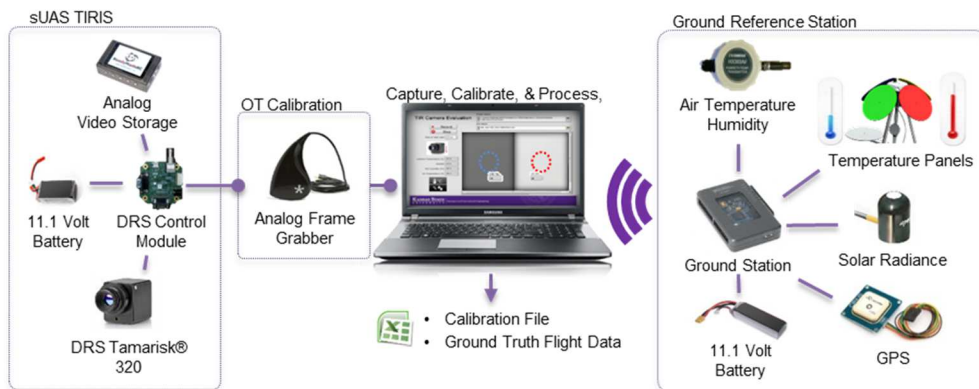 sUAS TIRIS
Analog
Video Storage
11.1 Volt
Battery
DRS Control
Module
DRS Tamarisk®
320
OT Calibration
Analog Frame
Grabber
Capture, Calibrate, & Process,
TIR Camera Evaluation
SAMSUNG
• Calibration File
• Ground Truth Flight Data
Ground Reference Station
Air Temperature
Humidity
Temperature Panels
Ground Station
Solar Radiance
11.1 Volt
Battery
GPS